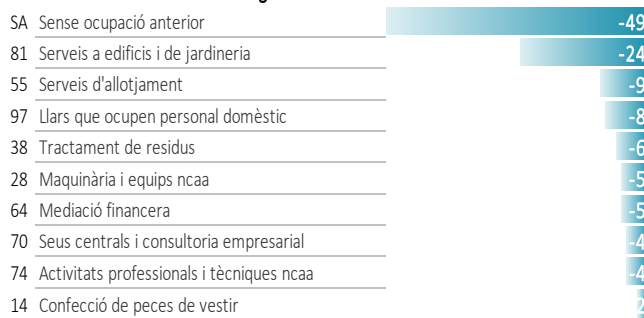 SA Sense ocupació anterior -49
81 Serveis a edificis i de jardineria -24
55 Serveis d'allotjament -9
97 Llars que ocupen personal domèstic -8
38 Tractament de residus -6
28 Maquinària i equips ncaa -5
64 Mediació financera -5
70 Seus centrals i consultoria empresarial -4
74 Activitats professionals i tècniques ncaa -4
14 Confecció de peces de vestir